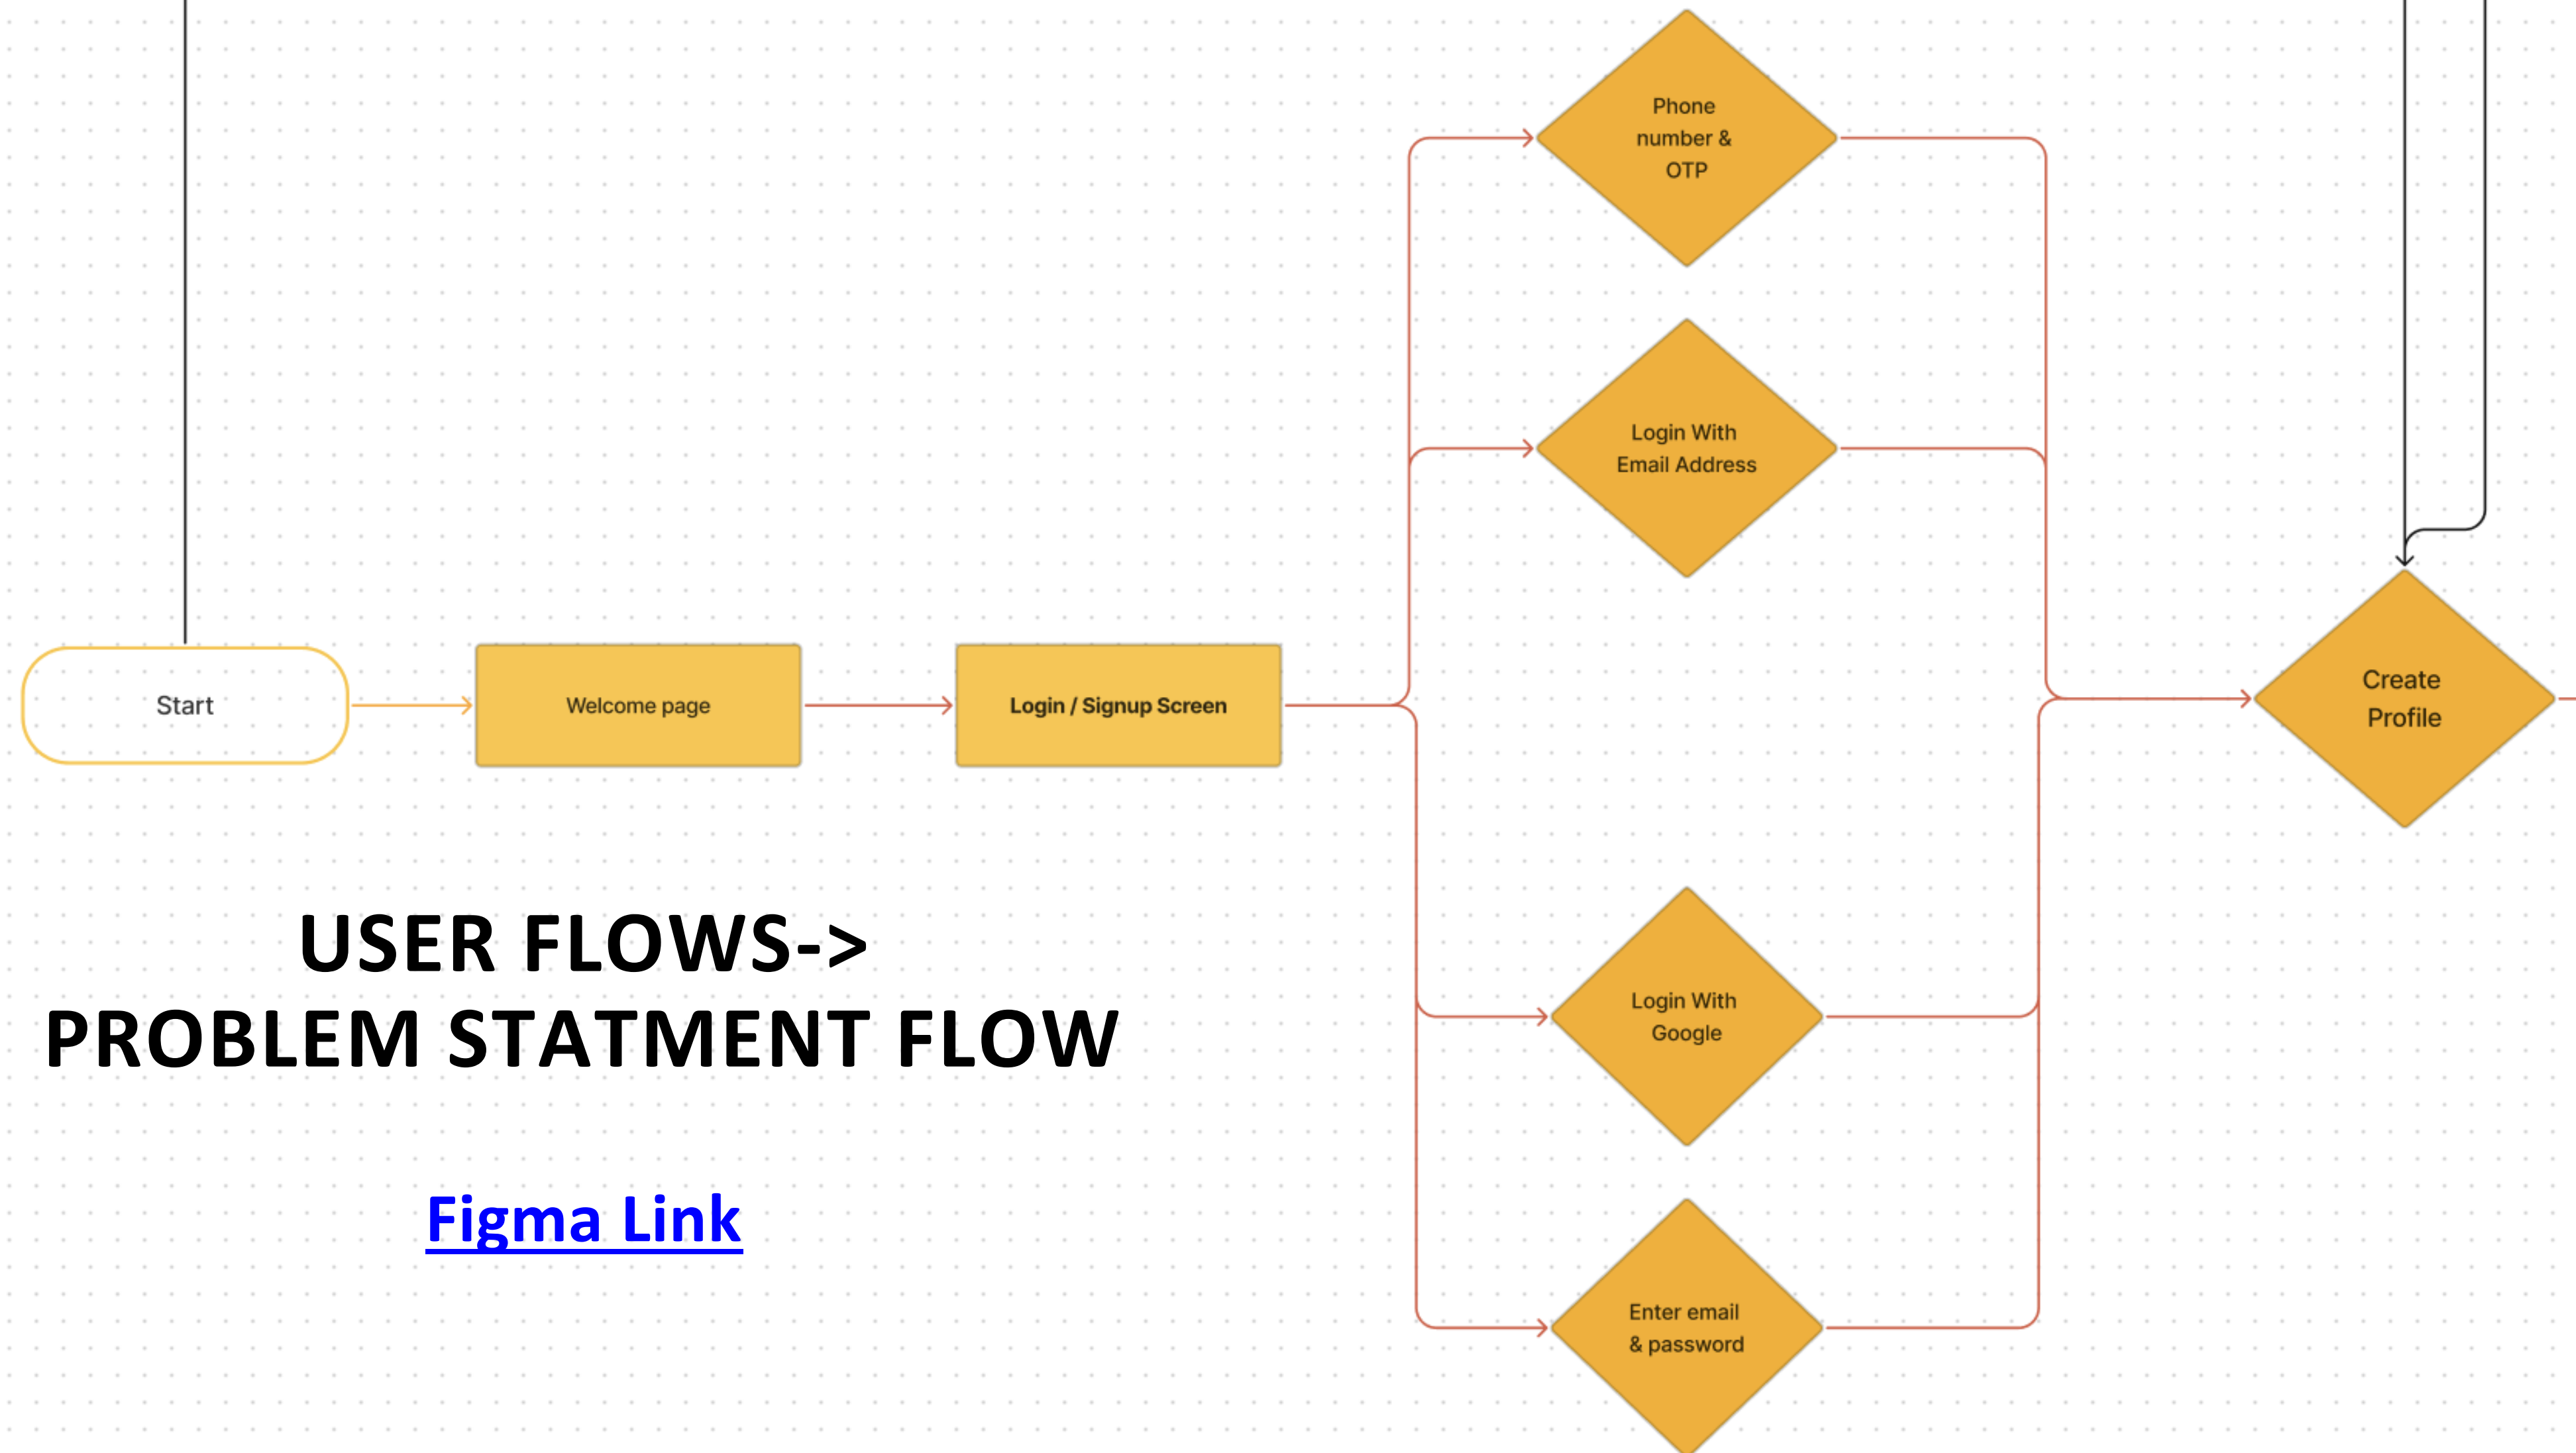 Phone
number &
OTP
Login With
Email Address
Start
Welcome page
Login / Signup Screen
Create
Profile
USER FLOWS->
PROBLEM STATMENT FLOW
Figma Link
Login With
Google
Enter email
& password